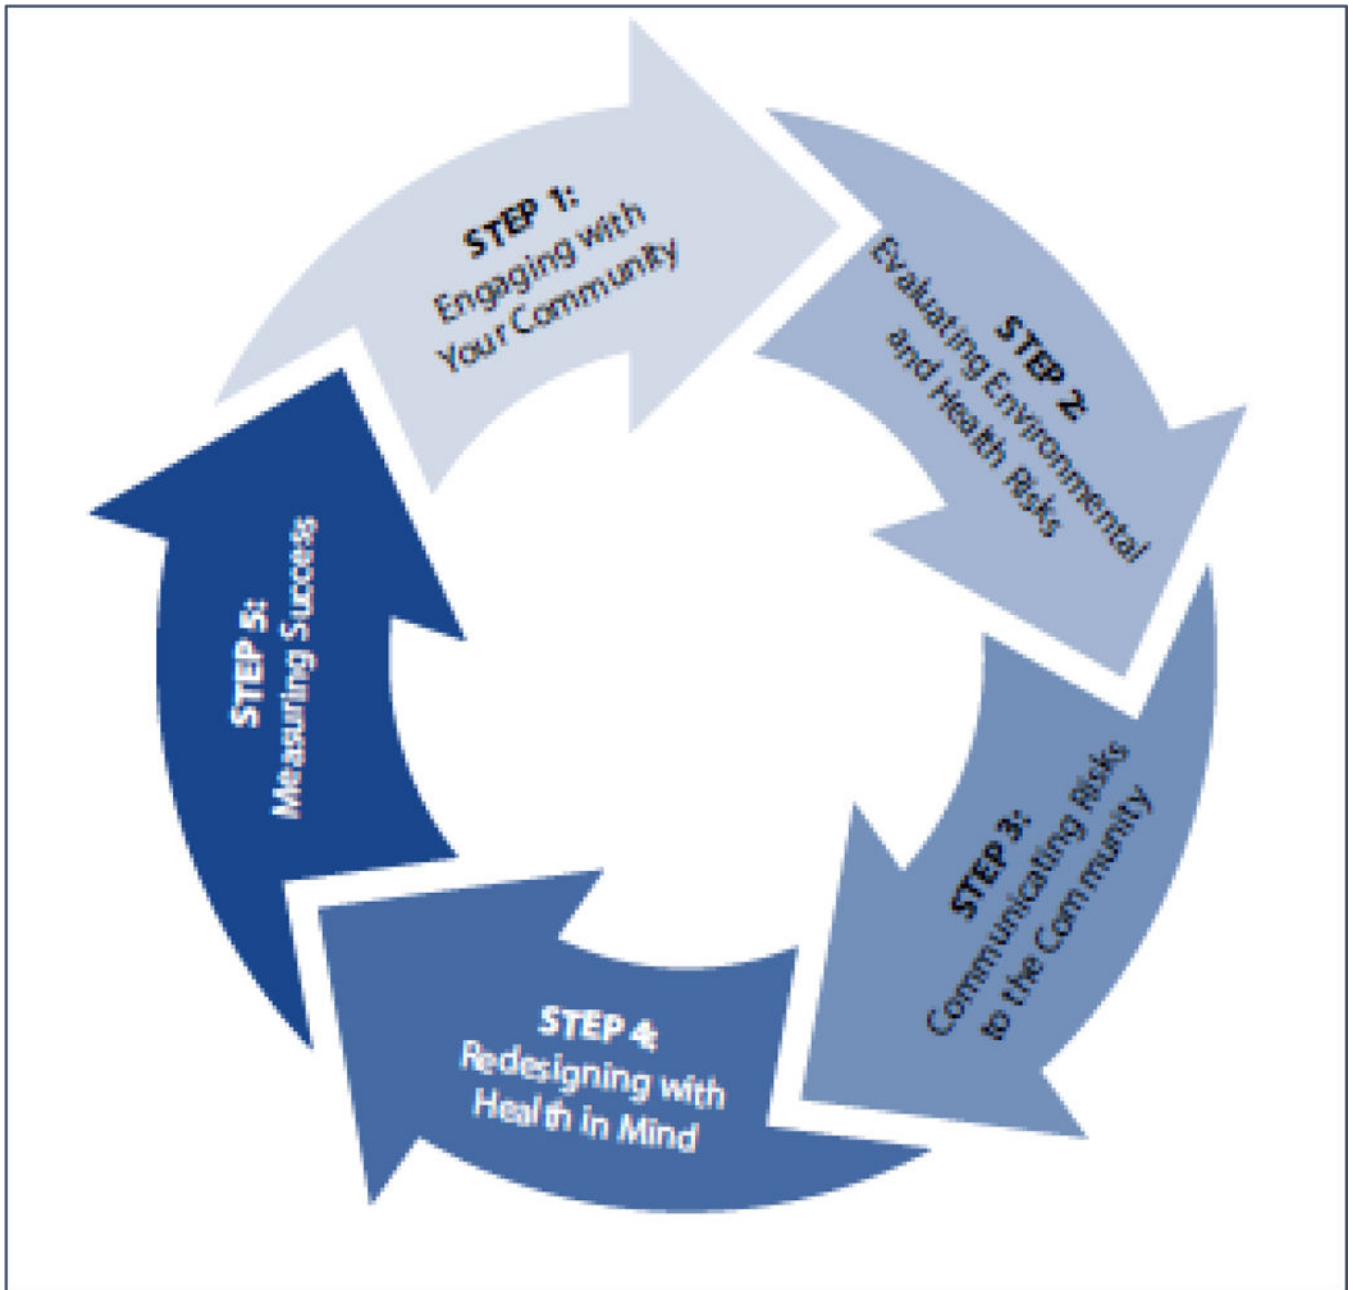 STEP 1:
Engaging with
Your Community
STEP 2:
Evaluating Environmental
and Health Risks
STEP 3:
Communicating Risks
to the Community
STEP 4:
Redesigning with
Health in Mind
STEP 5:
Measuring Success